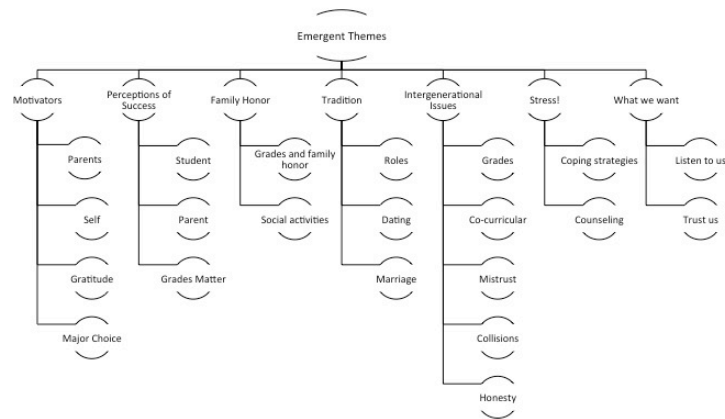 Emergent Themes
Motivators
Perceptions of
Success
Family Honor
Tradition
Intergenerational
Issues
Stress!
What we want
Parents
Self
Gratitude
Major Choice
Student
Parent
Grades Matter
Grades and family
honor
Social activities
Roles
Dating
Marriage
Grades
Co-curricular
Mistrust
Collisions
Honesty
Coping strategies
Counseling
Listen to us
Trust us